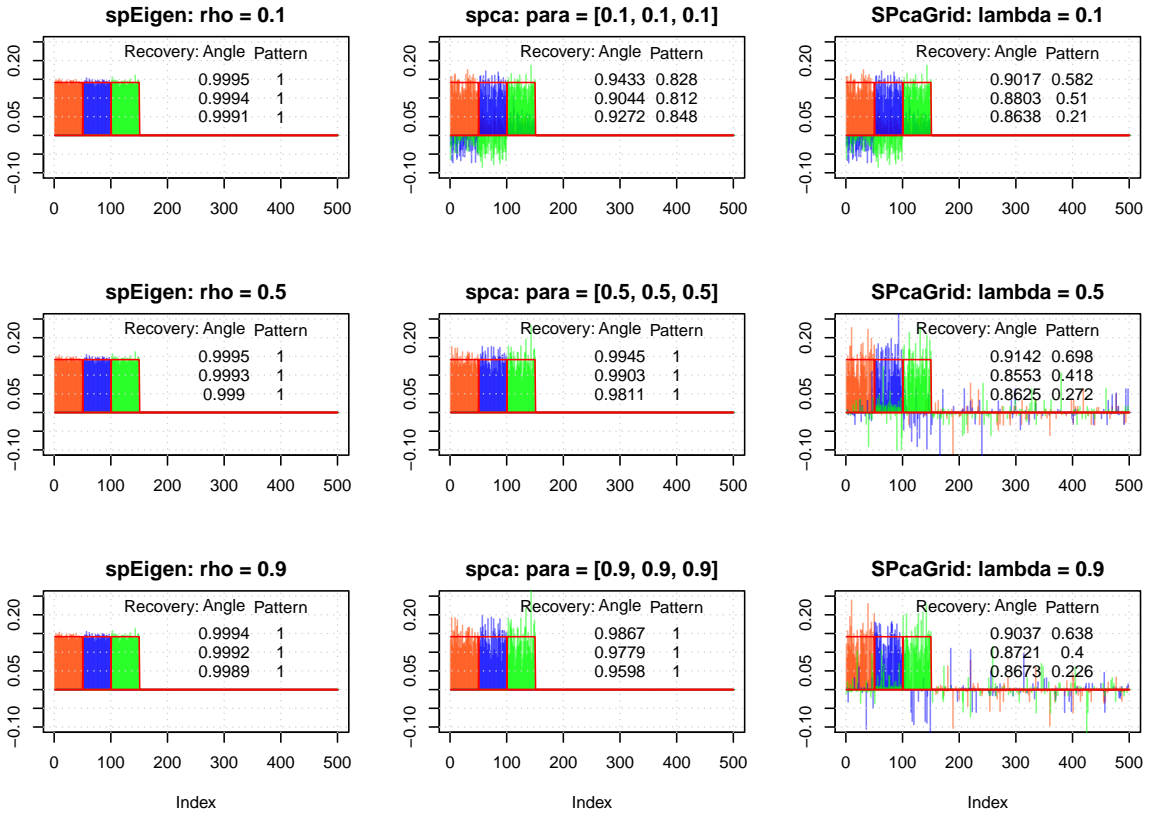 spEigen: rho = 0.1
Recovery: Angle Pattern
0.9995 1
0.9994 1
0.9991 1
−0.10 0.05 0.20
0 100 200 300 400 500
spca: para = [0.1, 0.1, 0.1]
Recovery: Angle Pattern
0.9433 0.828
0.9044 0.812
0.9272 0.848
−0.10 0.05 0.20
0 100 200 300 400 500
SPcaGrid: lambda = 0.1
Recovery: Angle Pattern
0.9017 0.582
0.8803 0.51
0.8638 0.21
−0.10 0.05 0.20
0 100 200 300 400 500
spEigen: rho = 0.5
Recovery: Angle Pattern
0.9995 1
0.9993 1
0.999 1
−0.10 0.05 0.20
0 100 200 300 400 500
spca: para = [0.5, 0.5, 0.5]
Recovery: Angle Pattern
0.9945 1
0.9903 1
0.9811 1
−0.10 0.05 0.20
0 100 200 300 400 500
SPcaGrid: lambda = 0.5
Recovery: Angle Pattern
0.9142 0.698
0.8553 0.418
0.8625 0.272
−0.10 0.05 0.20
0 100 200 300 400 500
spEigen: rho = 0.9
Recovery: Angle Pattern
0.9994 1
0.9992 1
0.9989 1
−0.10 0.05 0.20
0 100 200 300 400 500
Index
spca: para = [0.9, 0.9, 0.9]
Recovery: Angle Pattern
0.9867 1
0.9779 1
0.9598 1
−0.10 0.05 0.20
0 100 200 300 400 500
Index
SPcaGrid: lambda = 0.9
Recovery: Angle Pattern
0.9037 0.638
0.8721 0.4
0.8673 0.226
−0.10 0.05 0.20
0 100 200 300 400 500
Index